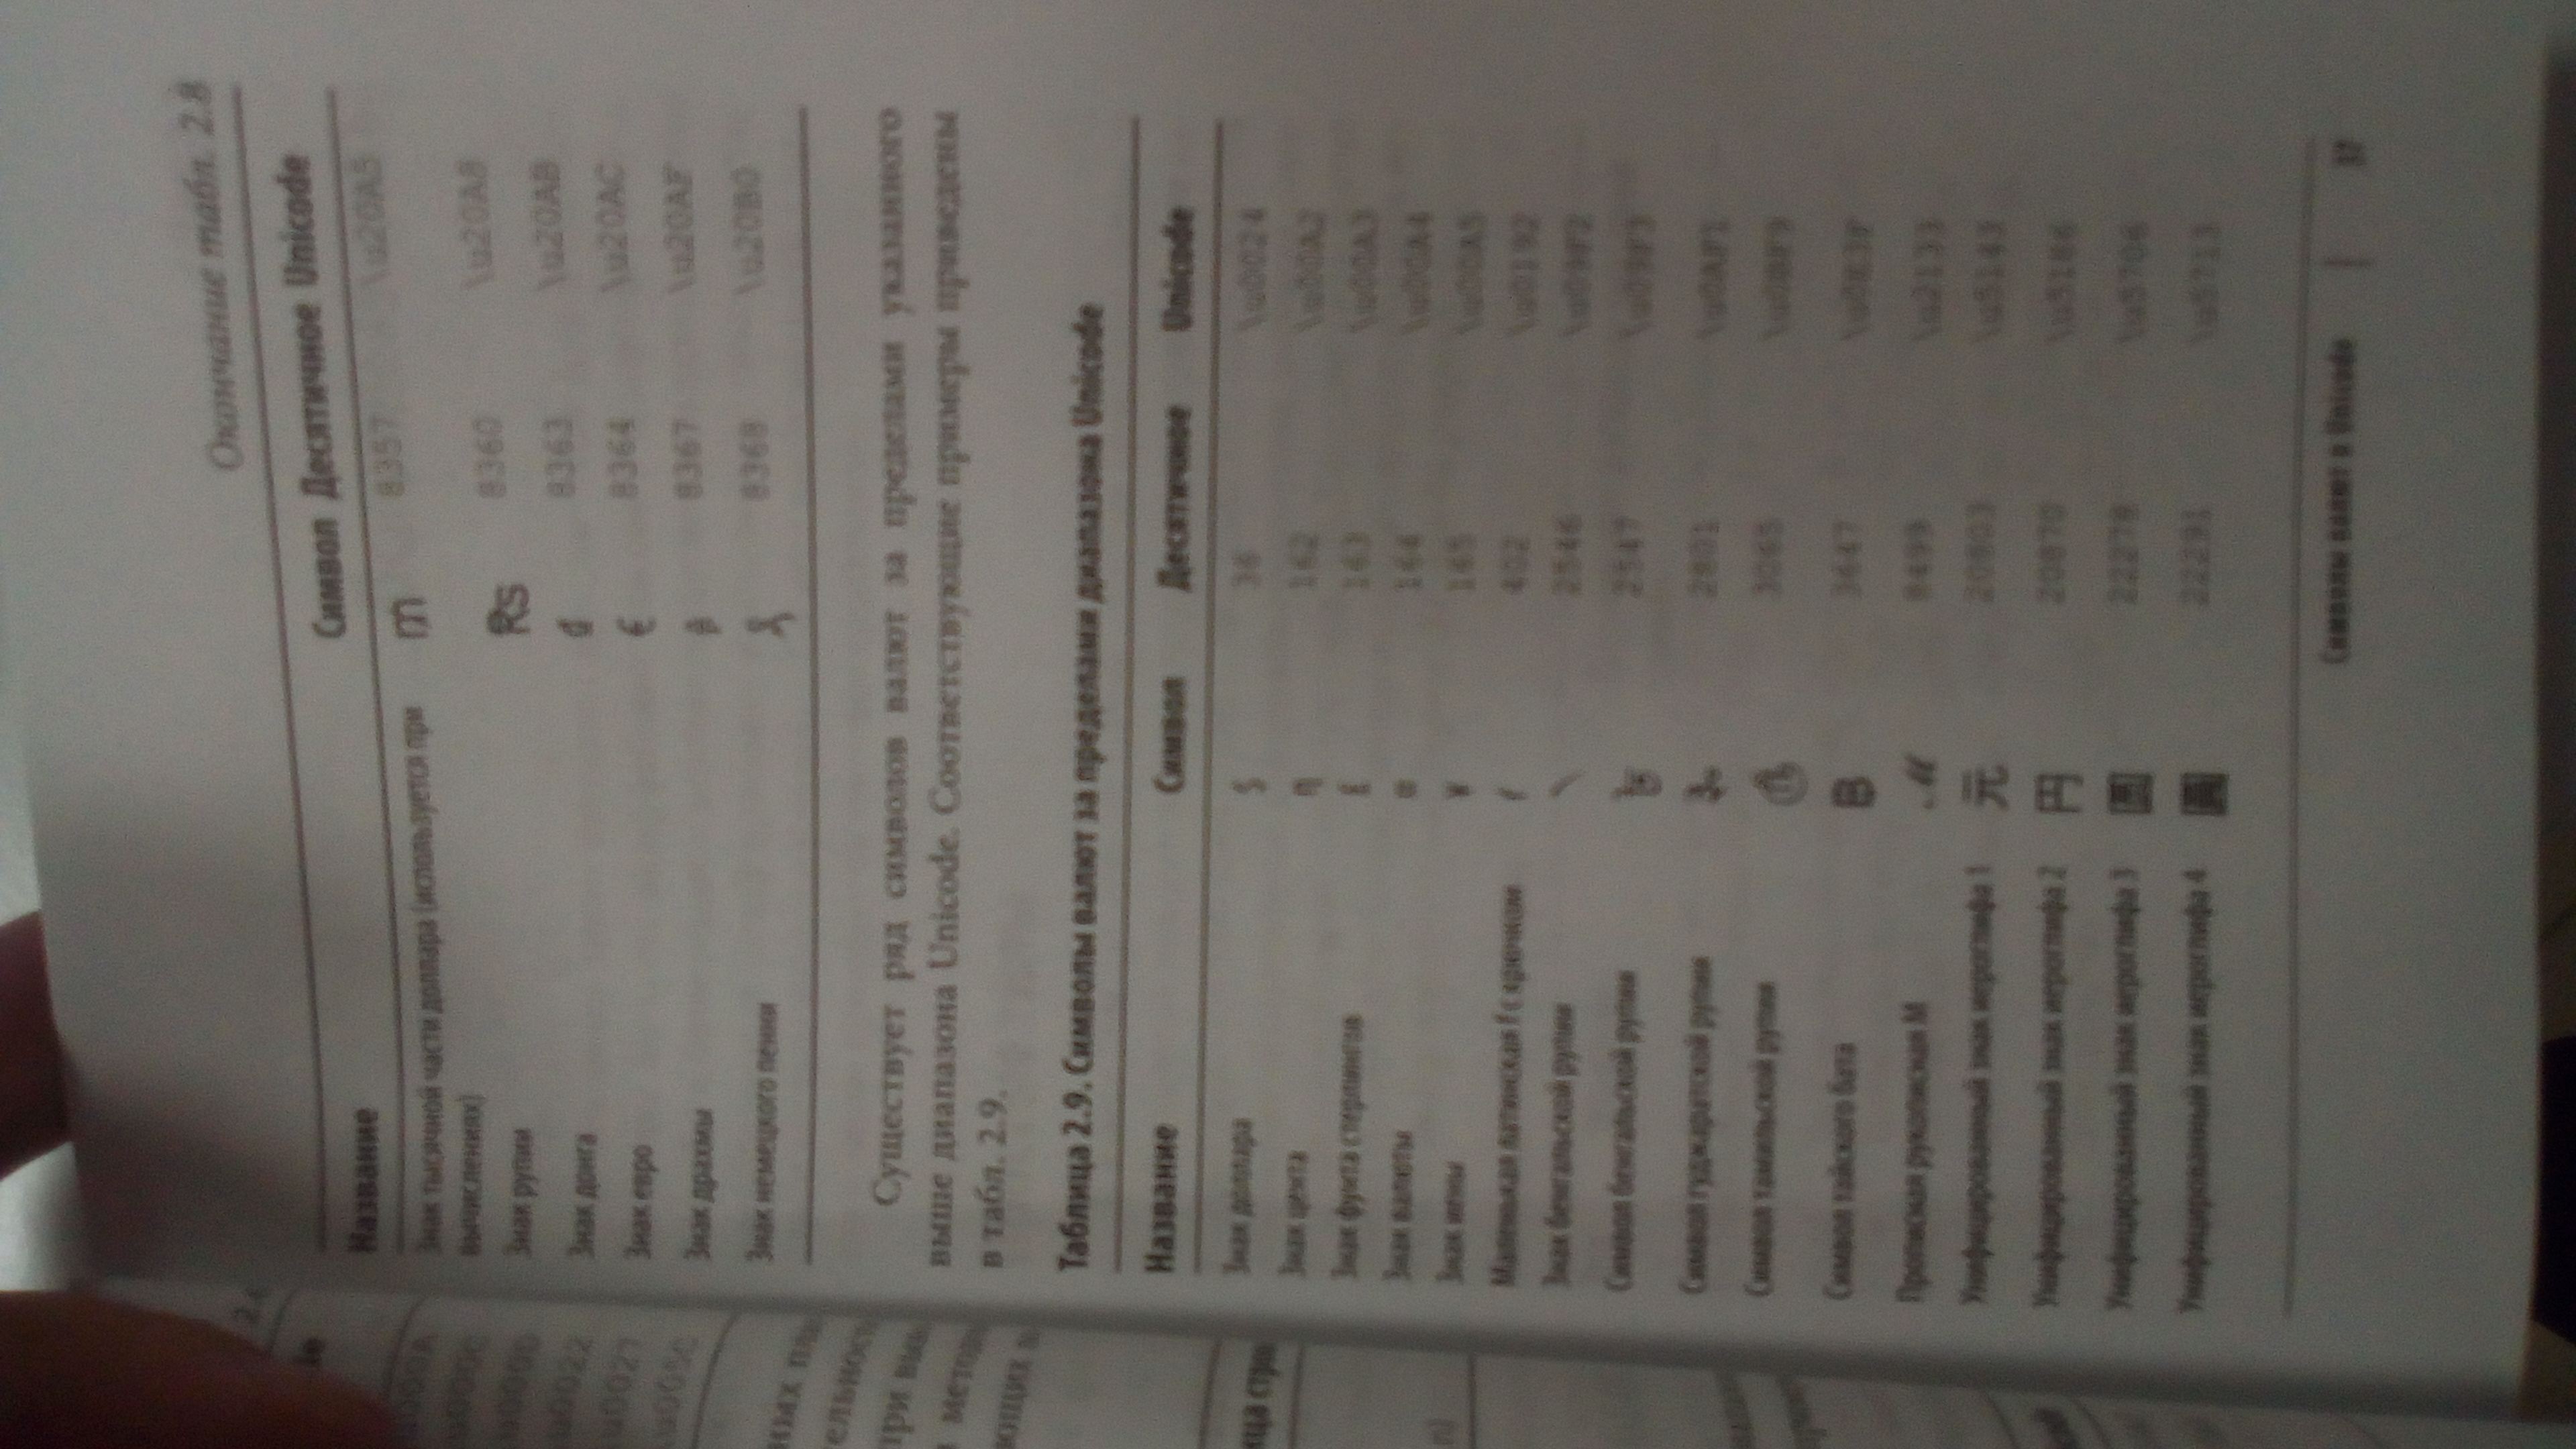 Окончание табл. 2.8
Название Символ Десятичное Unicode
Знак тысячной части доллара (используется при ₥ 8357 \u20A5
вычислениях)
Знак рупии ₨ 8360 \u20A8
Знак донга ₫ 8363 \u20AB
Знак евро € 8364 \u20AC
Знак драхмы 8367 \u20AF
Знак немецкого пенни ₰ 8368 \u20B0
Существует ряд символов валют за пределами указанного
выше диапазона Unicode. Соответствующие примеры приведены
в табл. 2.9.
Таблица 2.9. Символы валют за пределами диапазона Unicode
Название Символ Десятичное Unicode
Знак доллара $ 36 \u0024
Знак цента 162 \u00A2
Знак фунта стерлингов £ 163 \u00A3
Знак валюты ¤ 164 \u00A4
Знак иены ¥ 165 \u00A5
Маленькая латинская f с крючком ƒ 402 \u0192
Знак бенгальской рупии 2546 \u09F2
Символ бенгальской рупии ৳ 2547 \u09F3
Символ гуджаратской рупии 2801 \u0AF1
Символ тамильской рупии ௹ 3065 \u0BF9
Символ тайского бата ฿ 3647 \u0E3F
Прописная рукописная M ℳ 8499 \u2133
Унифицированный знак иероглифа 1 元 20803 \u5143
Унифицированный знак иероглифа 2 円 20870 \u5186
Унифицированный знак иероглифа 3 圆 22278 \u5706
Унифицированный знак иероглифа 4 圓 22291 \u5713
Символы валют в Unicode | 37